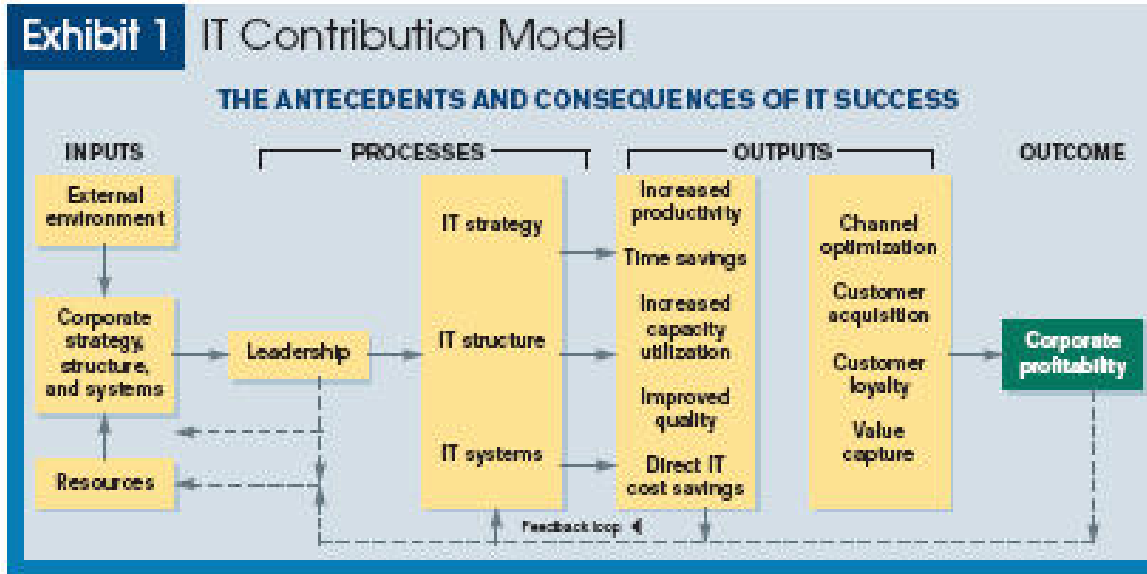 Exhibit 1 IT Contribution Model
THE ANTECEDENTS AND CONSEQUENCES OF IT SUCCESS
INPUTS
PROCESSES
OUTPUTS
OUTCOME
External
environment
Corporate
strategy,
structure,
and systems
Resources
Leadership
IT strategy
IT structure
IT systems
Increased
productivity
Time savings
Increased
capacity
utilization
Improved
quality
Direct IT
cost savings
Channel
optimization
Customer
acquisition
Customer
loyalty
Value
capture
Corporate
profitability
Feedback loop